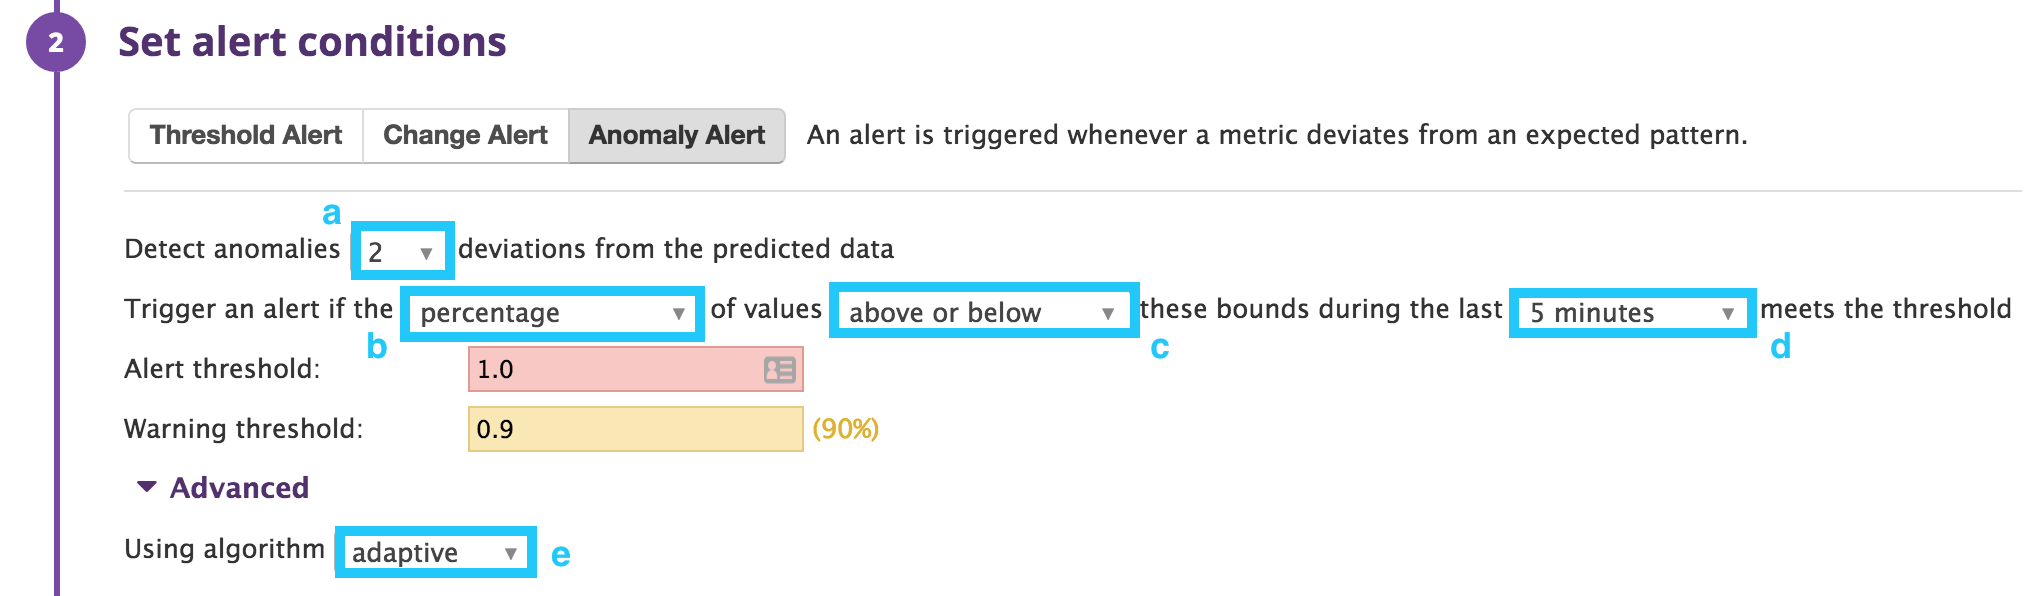 2 Set alert conditions
Threshold Alert Change Alert Anomaly Alert An alert is triggered whenever a metric deviates from an expected pattern.
a
Detect anomalies 2 ▼ deviations from the predicted data
Trigger an alert if the percentage ▼ of values above or below ▼ these bounds during the last 5 minutes ▼ meets the threshold
b c d
Alert threshold: 1.0
Warning threshold: 0.9 (90%)
Advanced
Using algorithm adaptive ▼ e